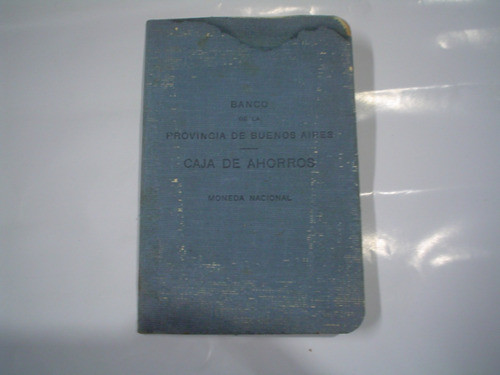 BANCO
DE LA
PROVINCIA DE BUENOS AIRES
CAJA DE AHORROS
MONEDA NACIONAL